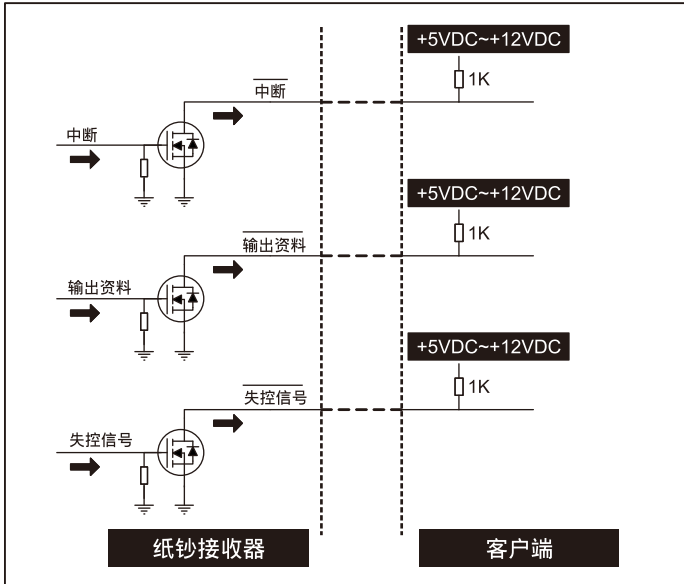 +5VDC~+12VDC
1K
中断
中断
+5VDC~+12VDC
1K
输出资料
输出资料
+5VDC~+12VDC
1K
失控信号
失控信号
纸钞接收器
客户端